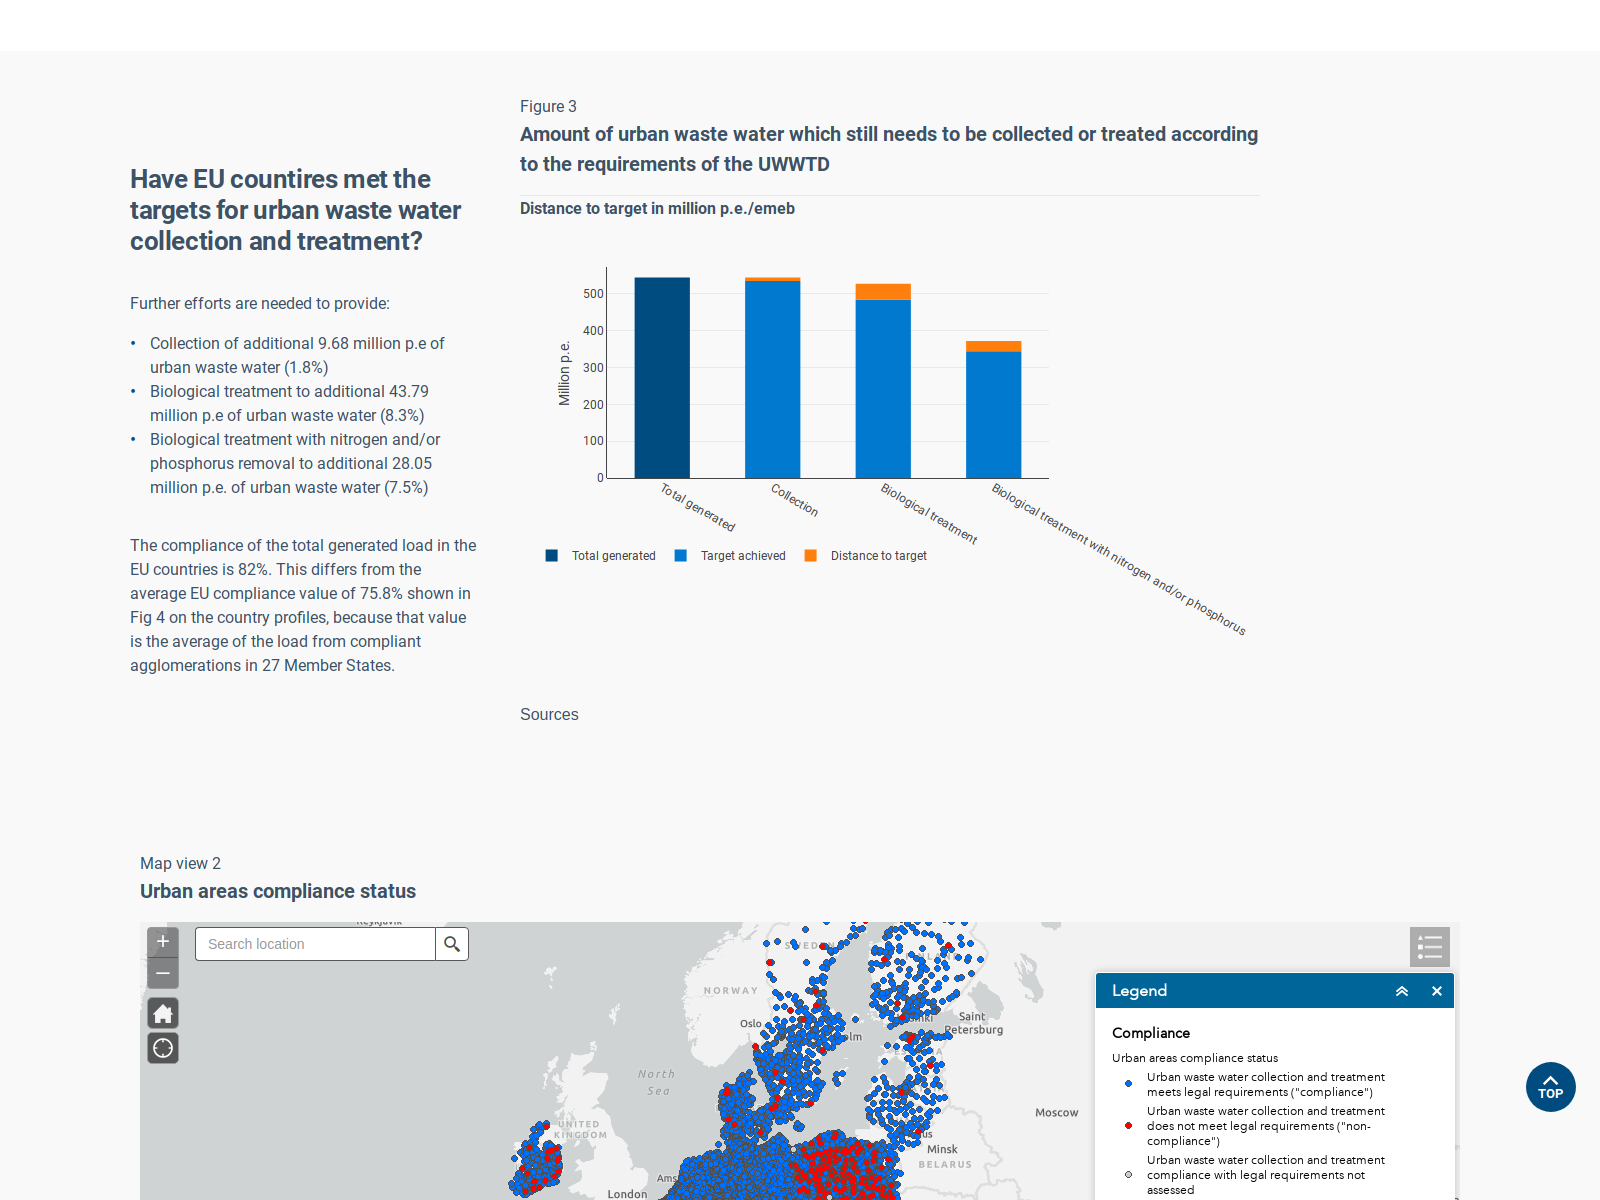 Figure 3
Amount of urban waste water which still needs to be collected or treated according
to the requirements of the UWWTD
Have EU countires met the
targets for urban waste water
collection and treatment?
Further efforts are needed to provide:
• Collection of additional 9.68 million p.e of
urban waste water (1.8%)
• Biological treatment to additional 43.79
million p.e of urban waste water (8.3%)
• Biological treatment with nitrogen and/or
phosphorus removal to additional 28.05
million p.e. of urban waste water (7.5%)
The compliance of the total generated load in the
EU countries is 82%. This differs from the
average EU compliance value of 75.8% shown in
Fig 4 on the country profiles, because that value
is the average of the load from compliant
agglomerations in 27 Member States.
Distance to target in million p.e./emeb
Million p.e.
500
400
300
200
100
0
Total generated
Collection
Biological treatment
Biological treatment with nitrogen and/or phosphorus
Total generated
Target achieved
Distance to target
Sources
Map view 2
Urban areas compliance status
+
−
Search location
NORWAY
Oslo
Saint
Petersburg
North
Sea
Moscow
UNITED
KINGDOM
Minsk
BELARUS
London
Legend
Compliance
Urban areas compliance status
Urban waste water collection and treatment
meets legal requirements ("compliance")
Urban waste water collection and treatment
does not meet legal requirements ("non-
compliance")
Urban waste water collection and treatment
compliance with legal requirements not
assessed
TOP